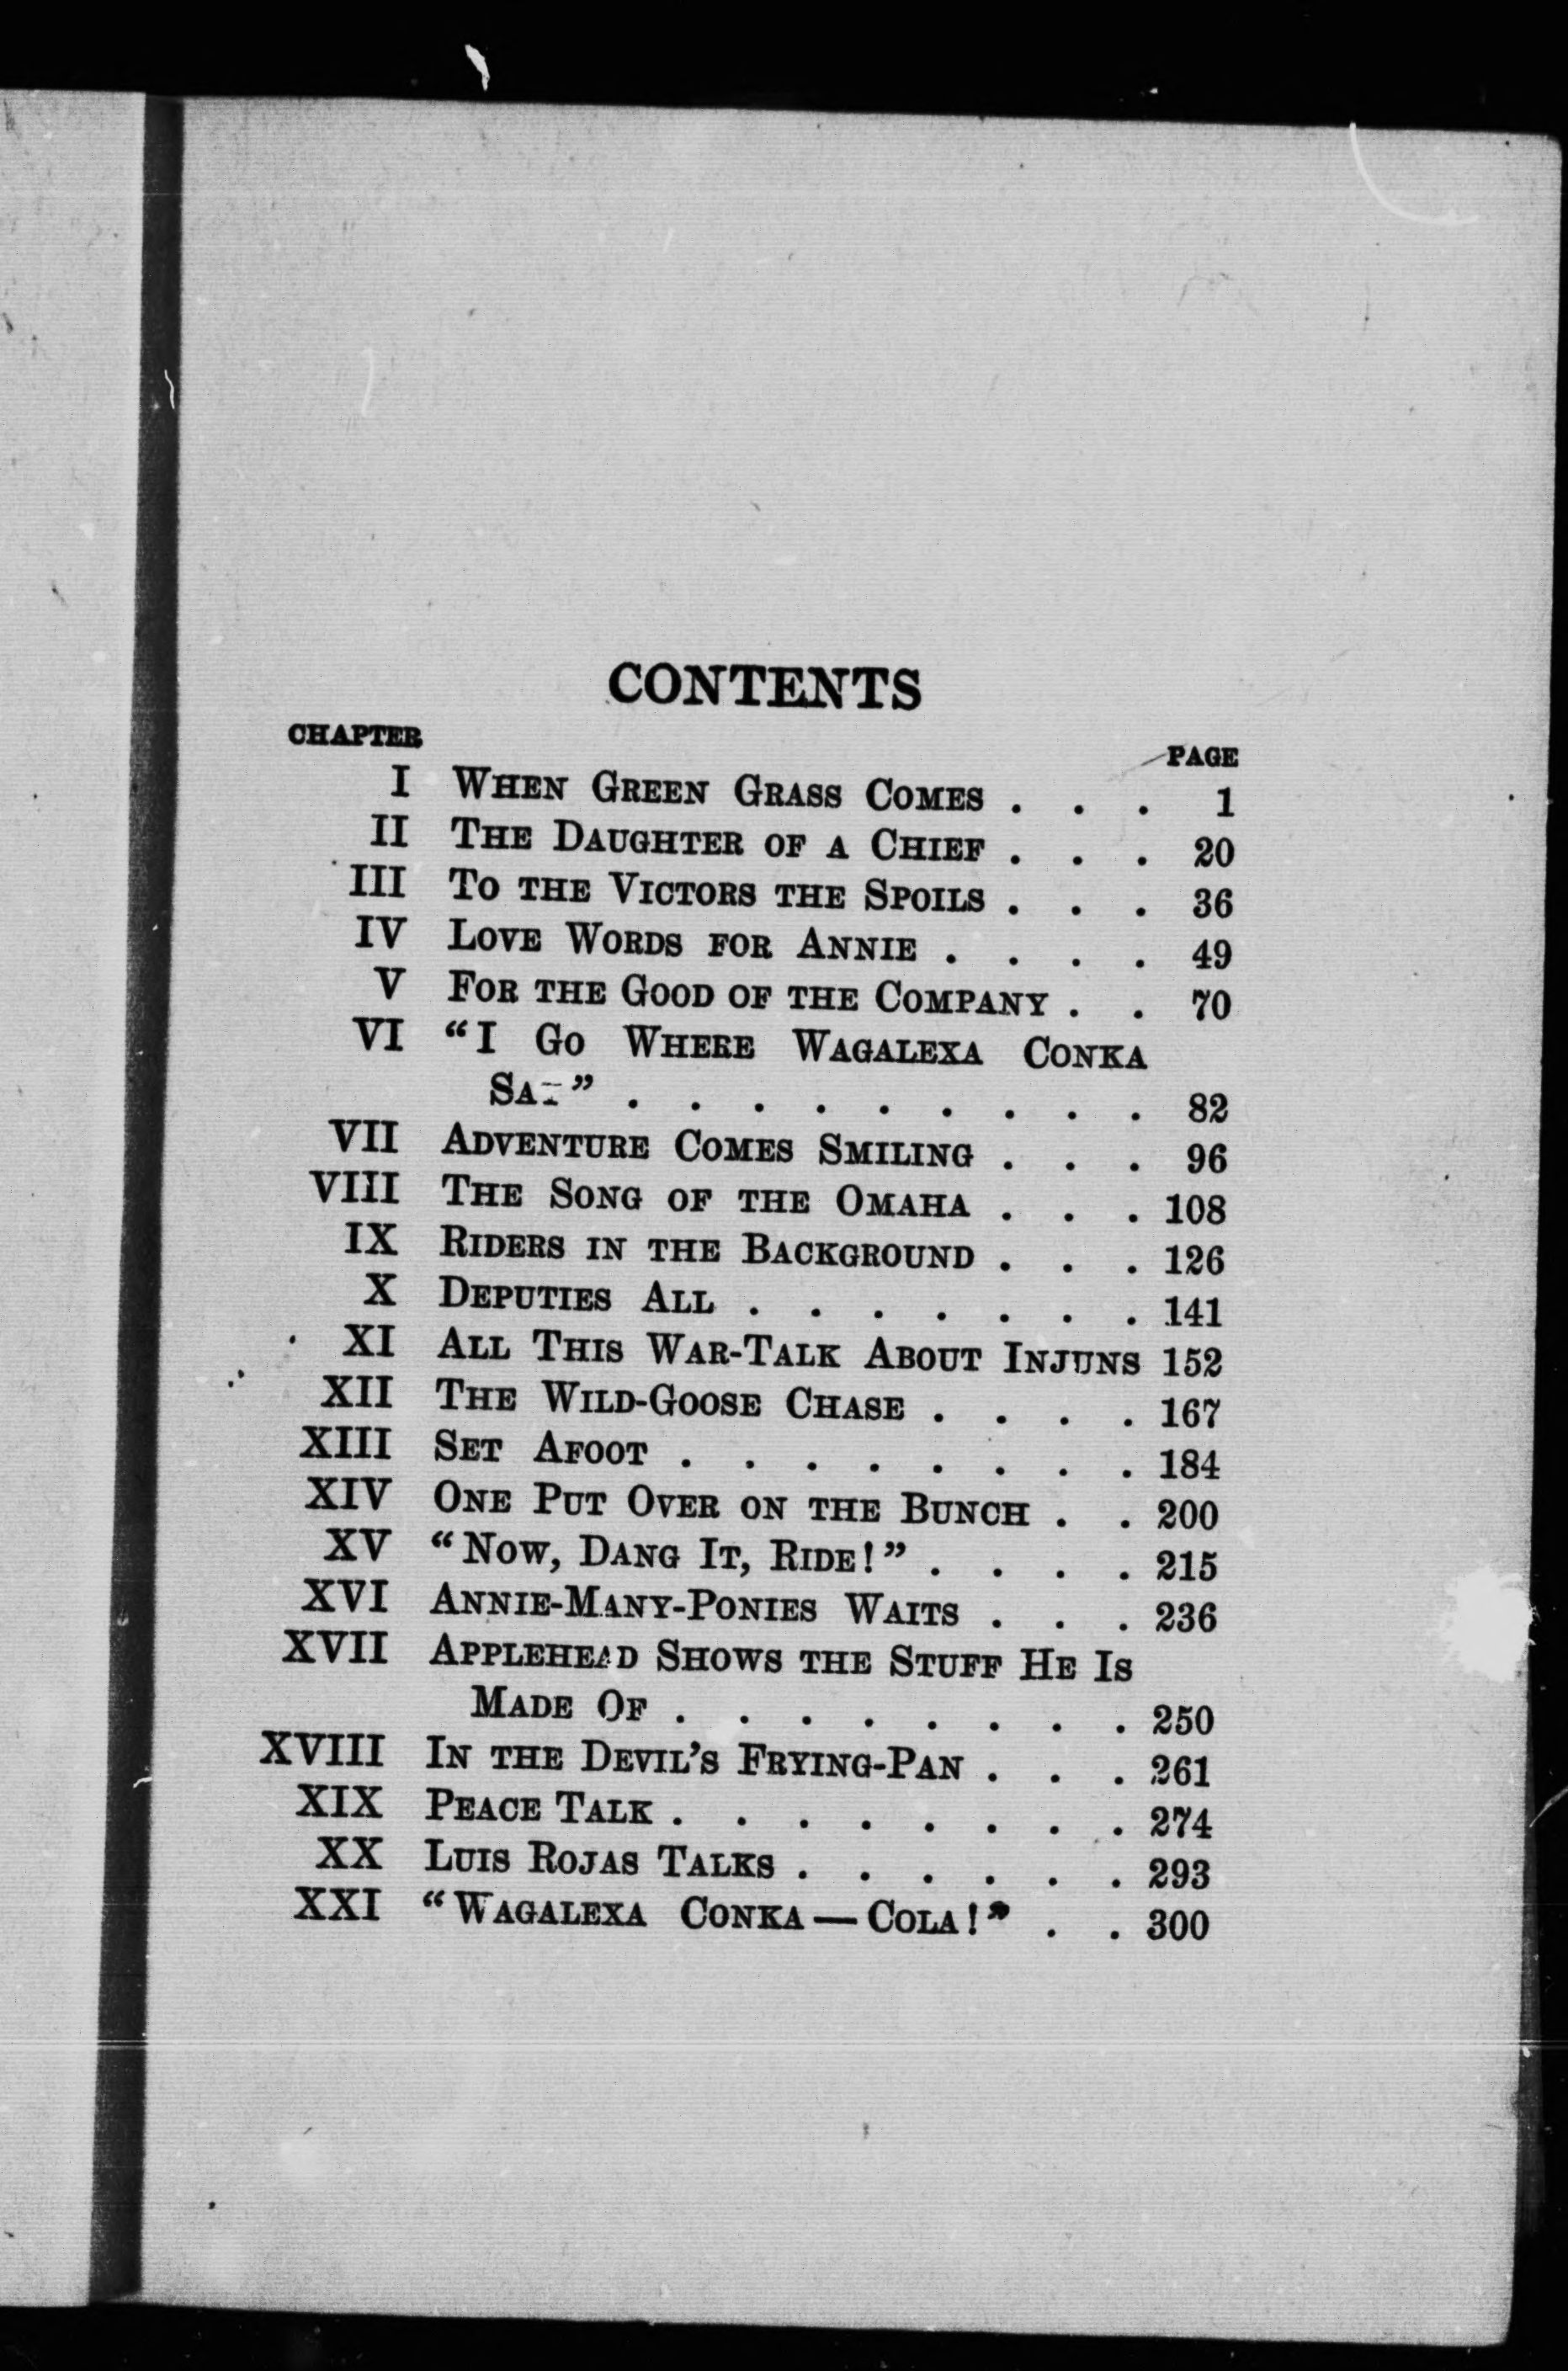 CONTENTS
CHAPTER PAGE
I WHEN GREEN GRASS COMES . . . 1
II THE DAUGHTER OF A CHIEF . . . 20
III TO THE VICTORS THE SPOILS . . . 36
IV LOVE WORDS FOR ANNIE . . . . 49
V FOR THE GOOD OF THE COMPANY . . 70
VI “I GO WHERE WAGALEXA CONKA
SAY” . . . . . . . . . 82
VII ADVENTURE COMES SMILING . . . 96
VIII THE SONG OF THE OMAHA . . . 108
IX RIDERS IN THE BACKGROUND . . . 126
X DEPUTIES ALL . . . . . . . 141
XI ALL THIS WAR-TALK ABOUT INJUNS 152
XII THE WILD-GOOSE CHASE . . . . 167
XIII SET AFOOT . . . . . . . . 184
XIV ONE PUT OVER ON THE BUNCH . . 200
XV “NOW, DANG IT, RIDE!” . . . . 215
XVI ANNIE-MANY-PONIES WAITS . . . 236
XVII APPLEHEAD SHOWS THE STUFF HE IS
MADE OF . . . . . . . . 250
XVIII IN THE DEVIL’S FRYING-PAN . . . 261
XIX PEACE TALK . . . . . . . . 274
XX LUIS ROJAS TALKS . . . . . . 293
XXI “WAGALEXA CONKA — COLA!” . . 300